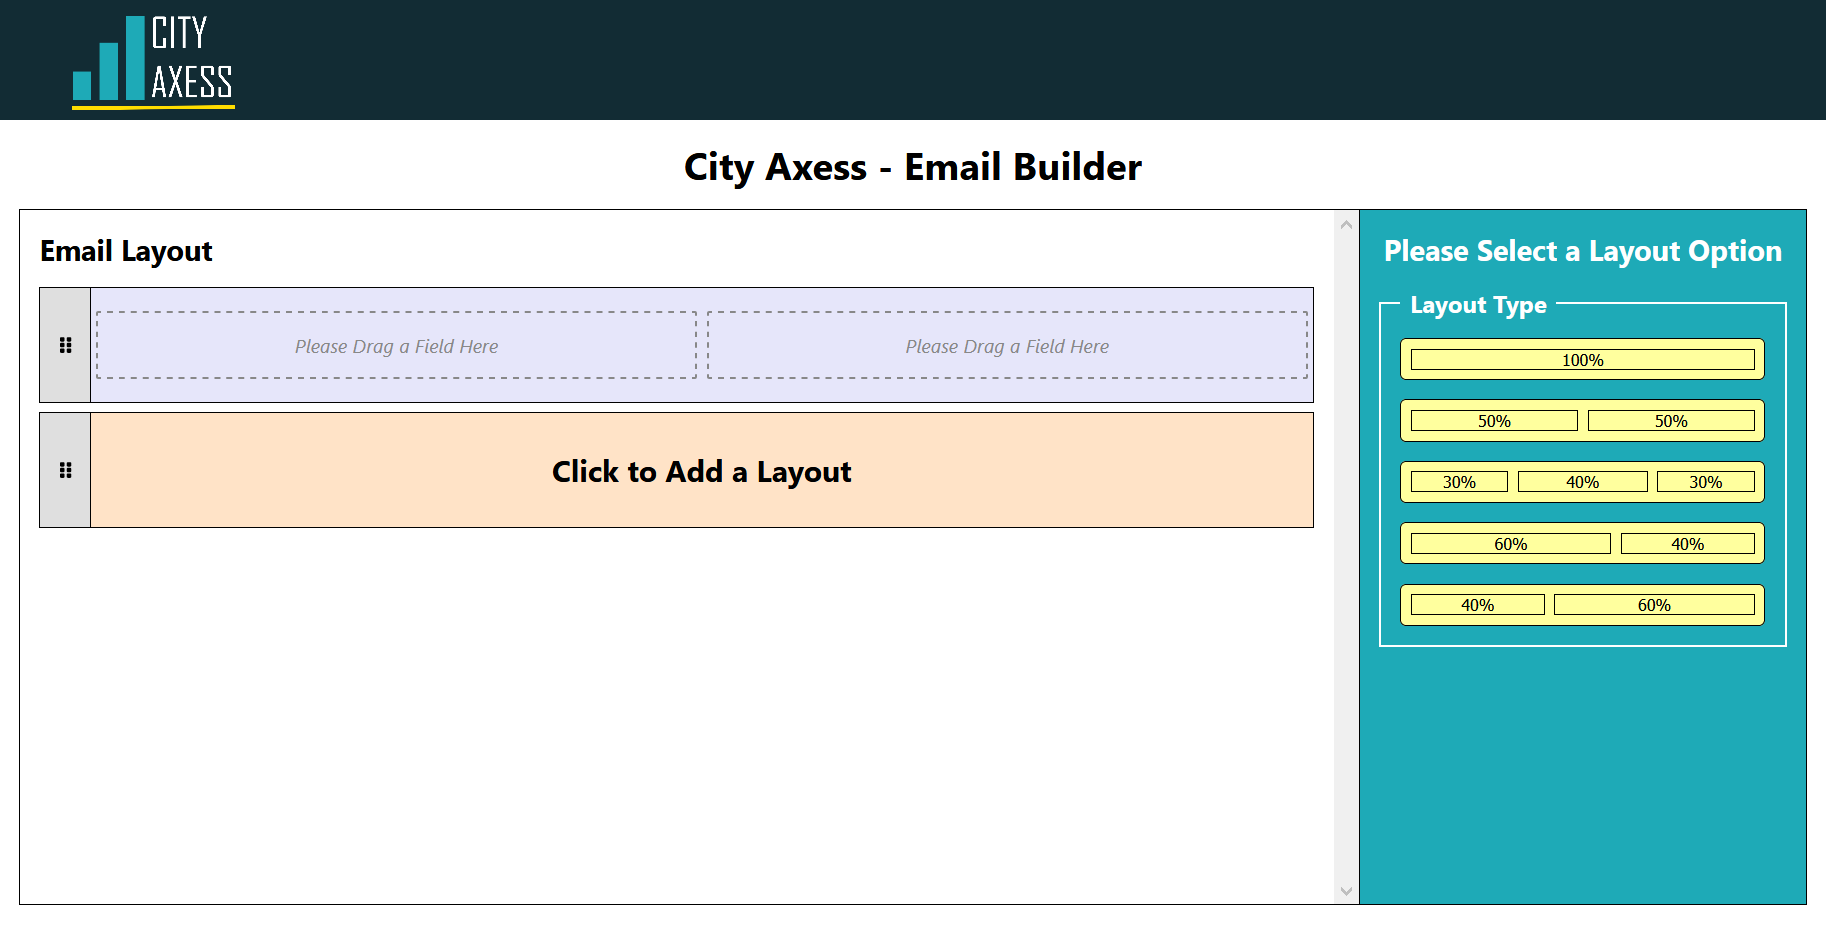 CITY
AXESS
City Axess - Email Builder
Email Layout
Please Drag a Field Here
Please Drag a Field Here
Click to Add a Layout
Please Select a Layout Option
Layout Type
100%
50% 50%
30% 40% 30%
60% 40%
40% 60%